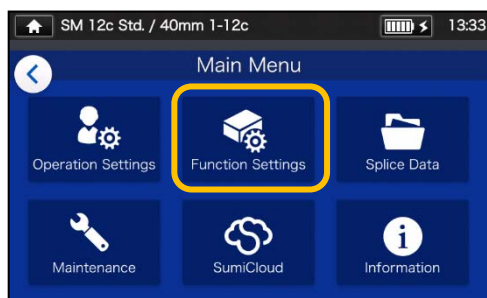 SM 12c Std. / 40mm 1-12c 13:33
Main Menu
Operation Settings Function Settings Splice Data
Maintenance SumiCloud Information